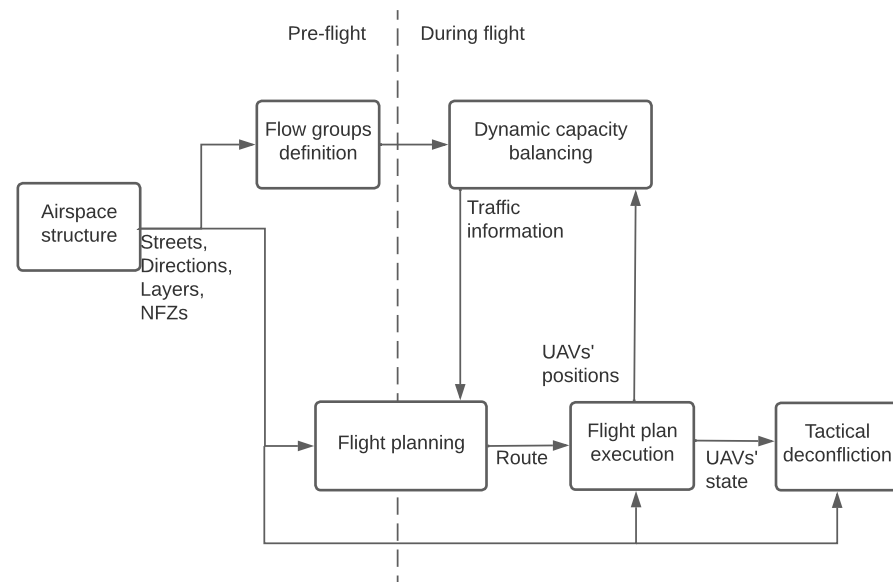 Pre-flight
During flight
Flow groups
definition
Dynamic capacity
balancing
Airspace
structure
Streets,
Directions,
Layers,
NFZs
Traffic
information
UAVs'
positions
Flight planning
Route
Flight plan
execution
UAVs'
state
Tactical
deconfliction